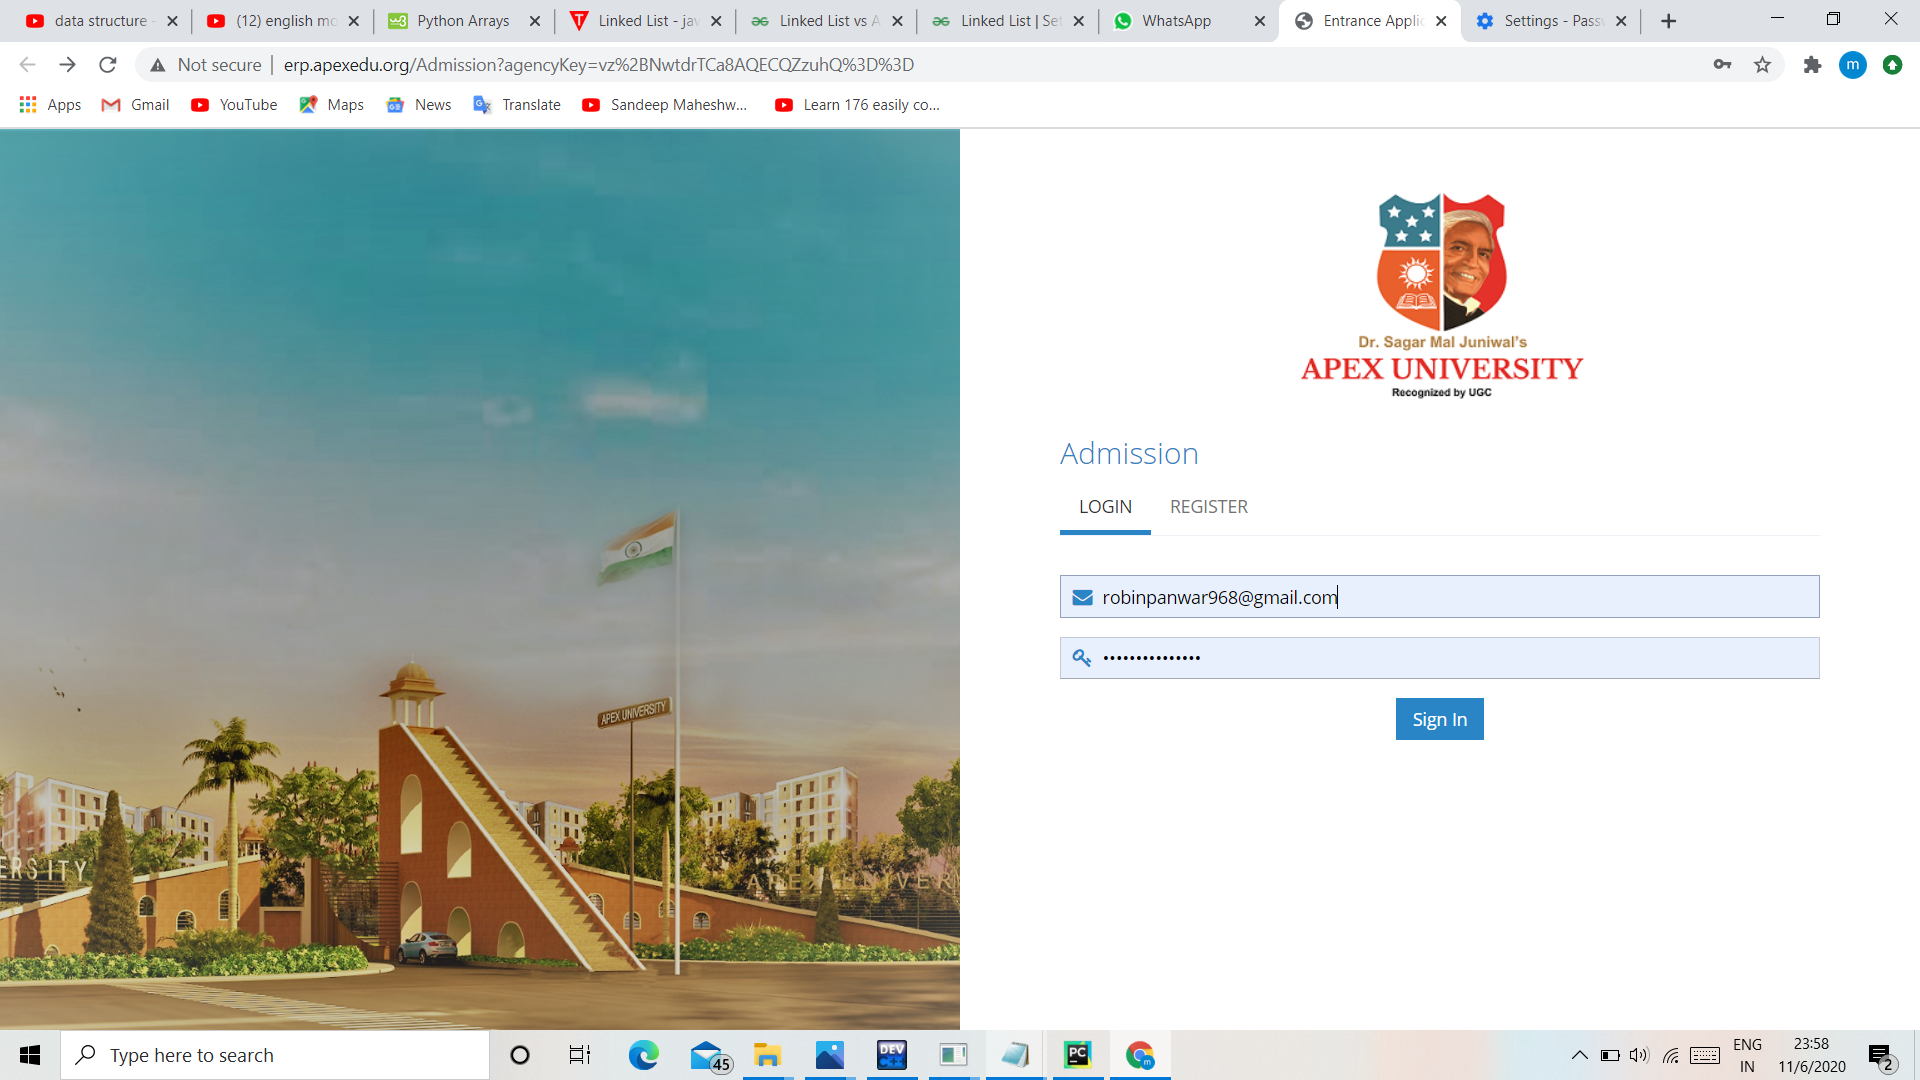 data structure -
(12) english mo
Python Arrays
Linked List - jav
Linked List vs A
Linked List | Set
WhatsApp
Entrance Applic
Settings - Passw
Not secure
erp.apexedu.org/Admission?agencyKey=vz%2BNwtdrTCa8AQECQZzuhQ%3D%3D
m
Apps
Gmail
YouTube
Maps
News
Translate
Sandeep Maheshw...
Learn 176 easily co...
Dr. Sagar Mal Juniwal's
APEX UNIVERSITY
Recognized by UGC
Admission
LOGIN
REGISTER
robinpanwar968@gmail.com
•••••••••••••••
Sign In
APEX UNIVERSITY
ERSITY
APEX UNIVER
Type here to search
45
DEV
C++
PC
m
ENG
IN
23:58
11/6/2020
2